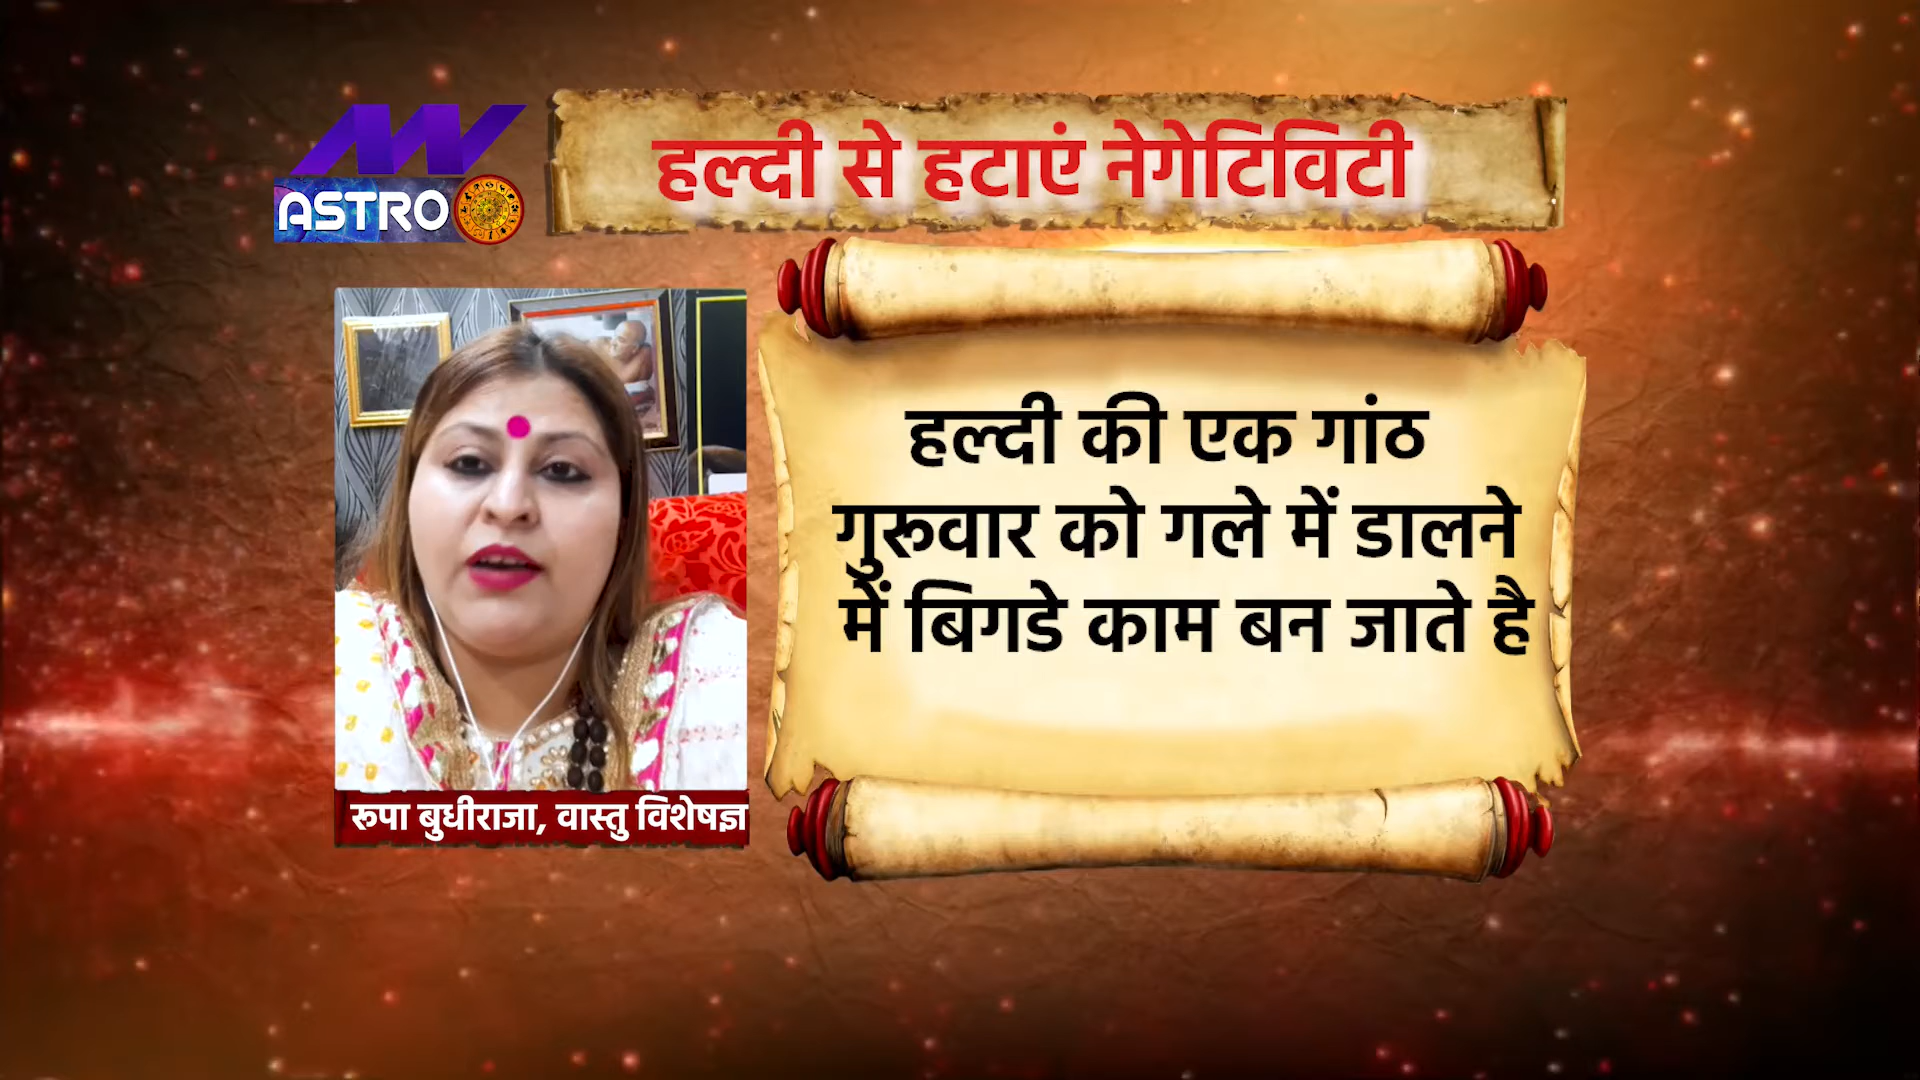 ASTRO
हल्दी से हटाएं नेगेटिविटी
हल्दी की एक गांठ
गुरूवार को गले में डालने
में बिगडे काम बन जाते है
रूपा बुधीराजा, वास्तु विशेषज्ञ